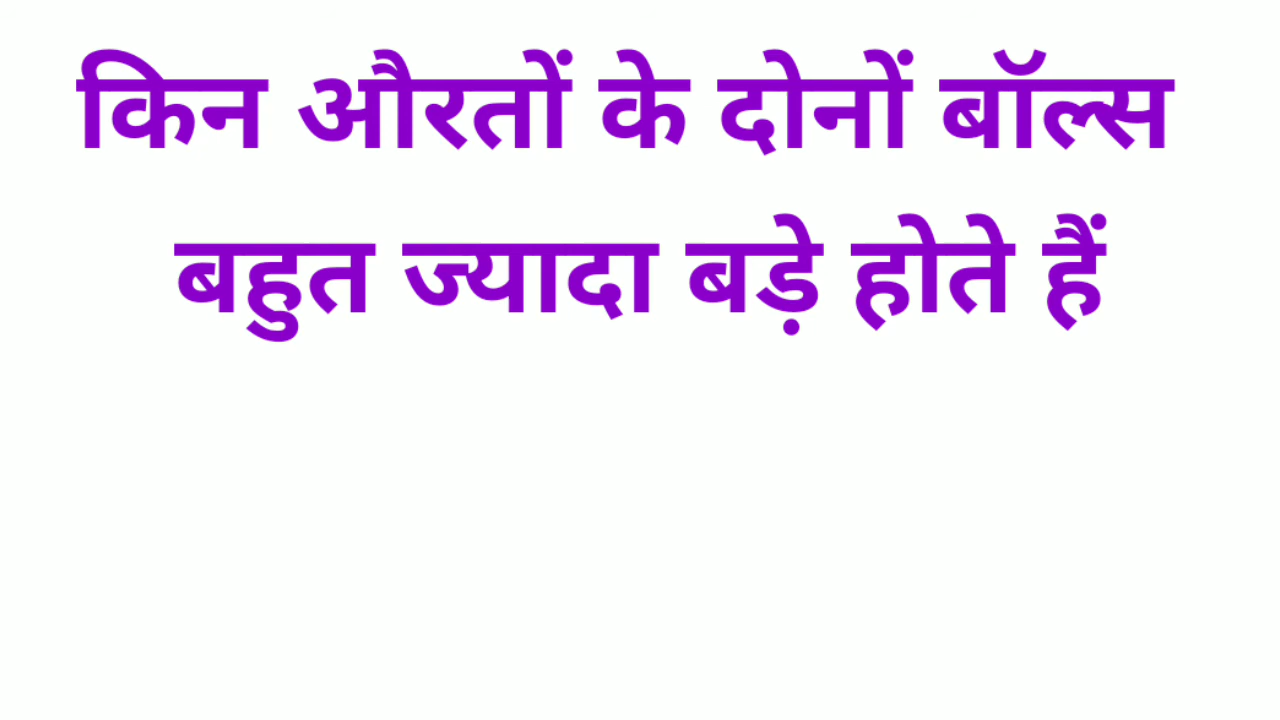 किन औरतों के दोनों बॉल्स
बहुत ज्यादा बड़े होते हैं